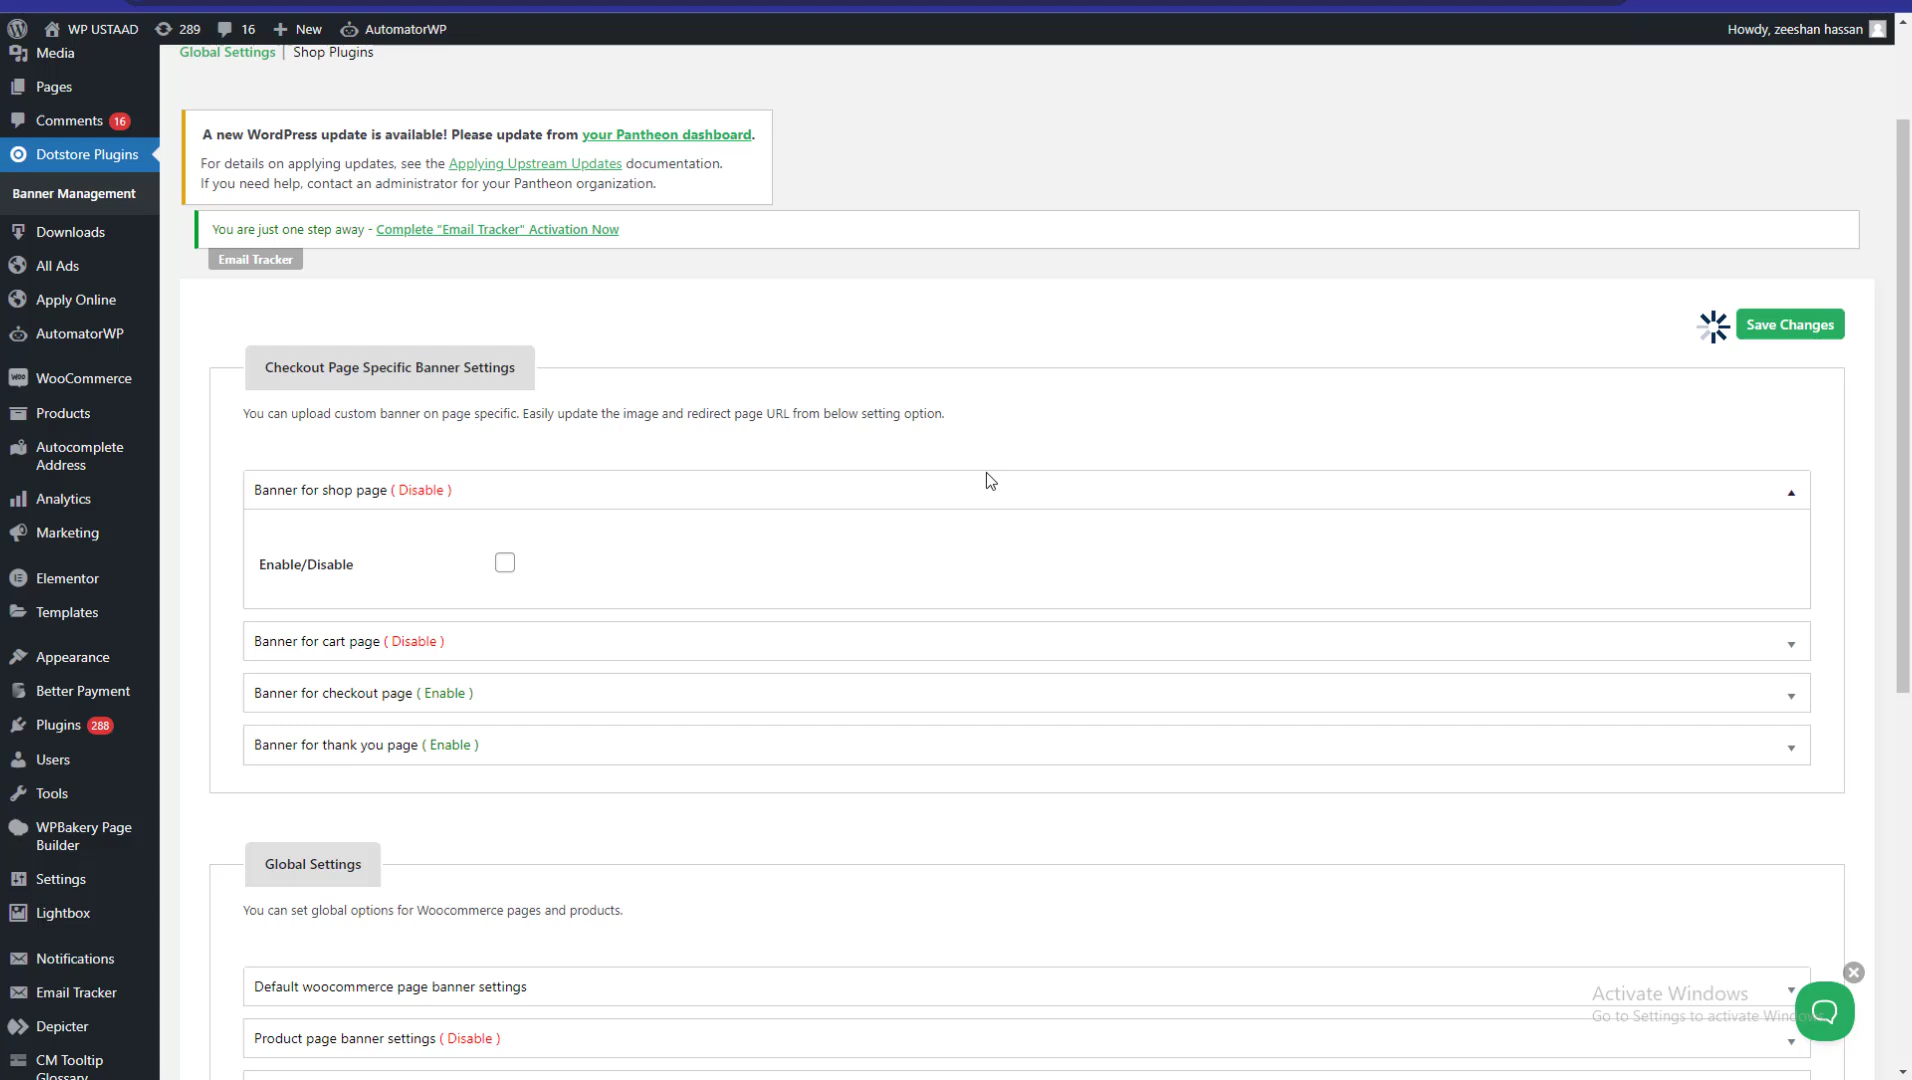 WP USTAAD
289
16
New
AutomatorWP
Howdy, zeeshan hassan
Media
Pages
Comments 16
Dotstore Plugins
Banner Management
Downloads
All Ads
Apply Online
AutomatorWP
WooCommerce
Products
Autocomplete
Address
Analytics
Marketing
Elementor
Templates
Appearance
Better Payment
Plugins 288
Users
Tools
WPBakery Page
Builder
Settings
Lightbox
Notifications
Email Tracker
Depicter
CM Tooltip
Glossary
Global Settings | Shop Plugins
A new WordPress update is available! Please update from your Pantheon dashboard.
For details on applying updates, see the Applying Upstream Updates documentation.
If you need help, contact an administrator for your Pantheon organization.
You are just one step away - Complete "Email Tracker" Activation Now
Email Tracker
Save Changes
Checkout Page Specific Banner Settings
You can upload custom banner on page specific. Easily update the image and redirect page URL from below setting option.
Banner for shop page ( Disable )
Enable/Disable
Banner for cart page ( Disable )
Banner for checkout page ( Enable )
Banner for thank you page ( Enable )
Global Settings
You can set global options for Woocommerce pages and products.
Default woocommerce page banner settings
Product page banner settings ( Disable )
Activate Windows
Go to Settings to activate Windows.